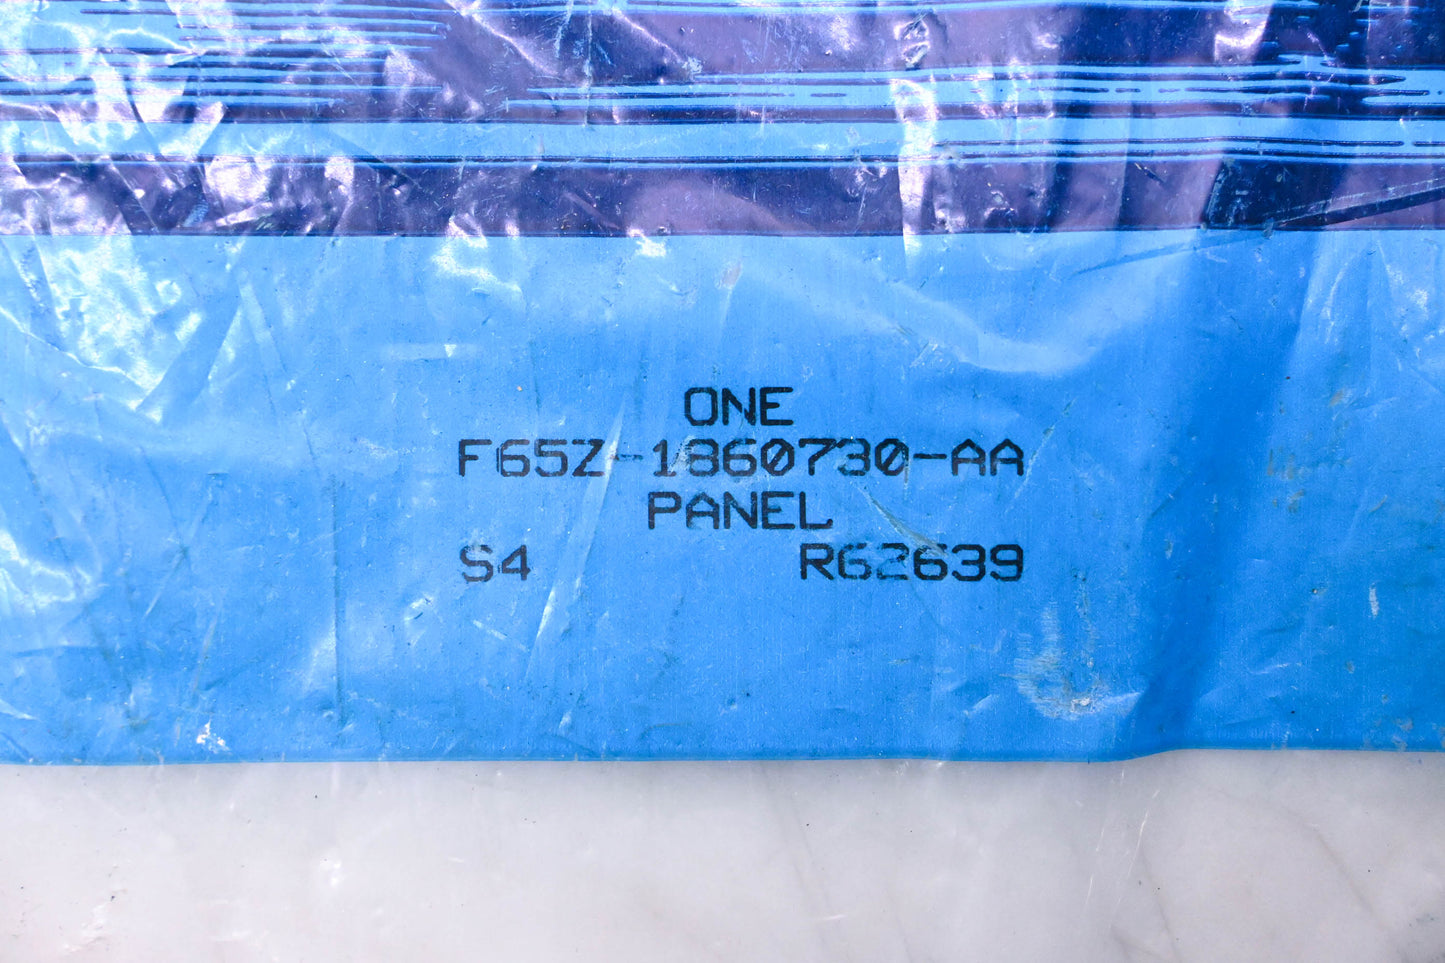 ONE
F65Z-1860730-AA
PANEL
S4 R62639